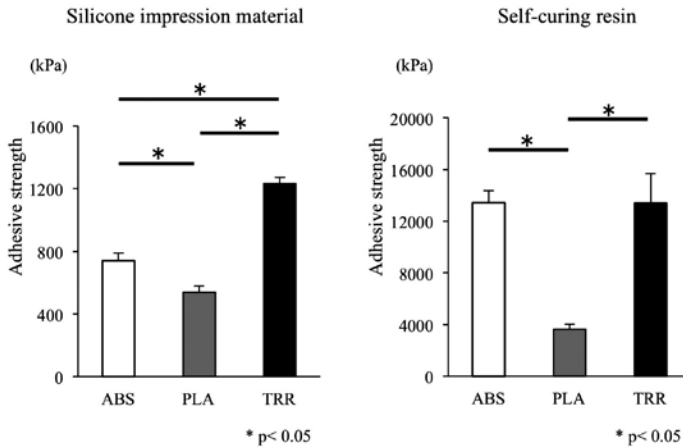 Silicone impression material
(kPa)
Adhesive strength
1600
1200
800
400
0
*
*
*
ABS PLA TRR
* p< 0.05
Self-curing resin
(kPa)
Adhesive strength
20000
16000
12000
8000
4000
0
*
*
ABS PLA TRR
* p< 0.05